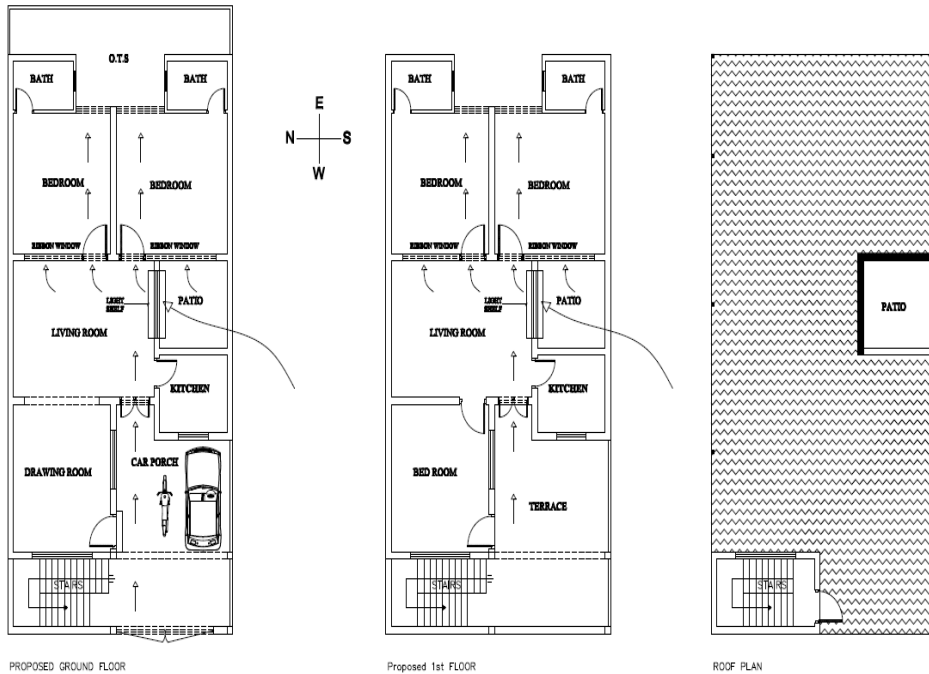 O.T.S
BATH
BATH
BEDROOM
BEDROOM
RIBBON WINDOW
RIBBON WINDOW
LIGHT
SHELF
PATIO
LIVING ROOM
KITCHEN
DRAWING ROOM
CAR PORCH
STAIRS
PROPOSED GROUND FLOOR
E
N S
W
BATH
BATH
BEDROOM
BEDROOM
RIBBON WINDOW
RIBBON WINDOW
LIGHT
SHELF
PATIO
LIVING ROOM
KITCHEN
BED ROOM
TERRACE
STAIRS
Proposed 1st FLOOR
PATIO
STAIRS
ROOF PLAN